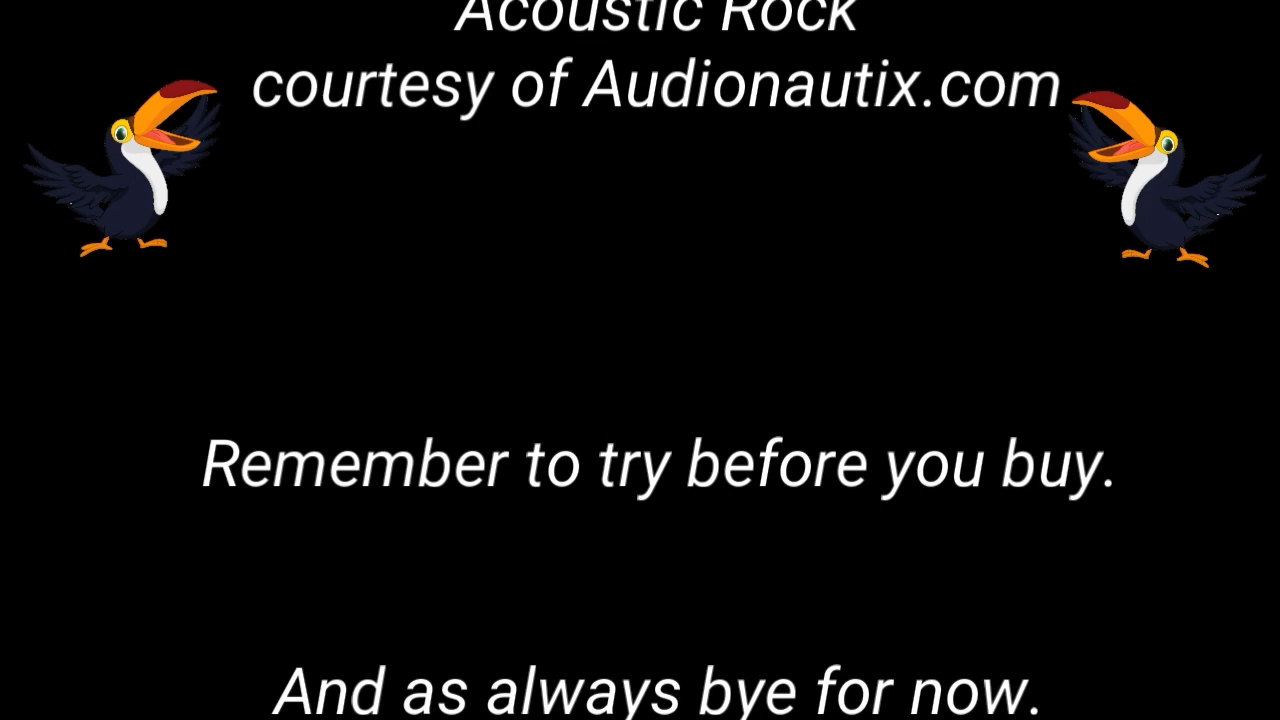 Acoustic Rock
courtesy of Audionautix.com
Remember to try before you buy.
And as always bye for now.